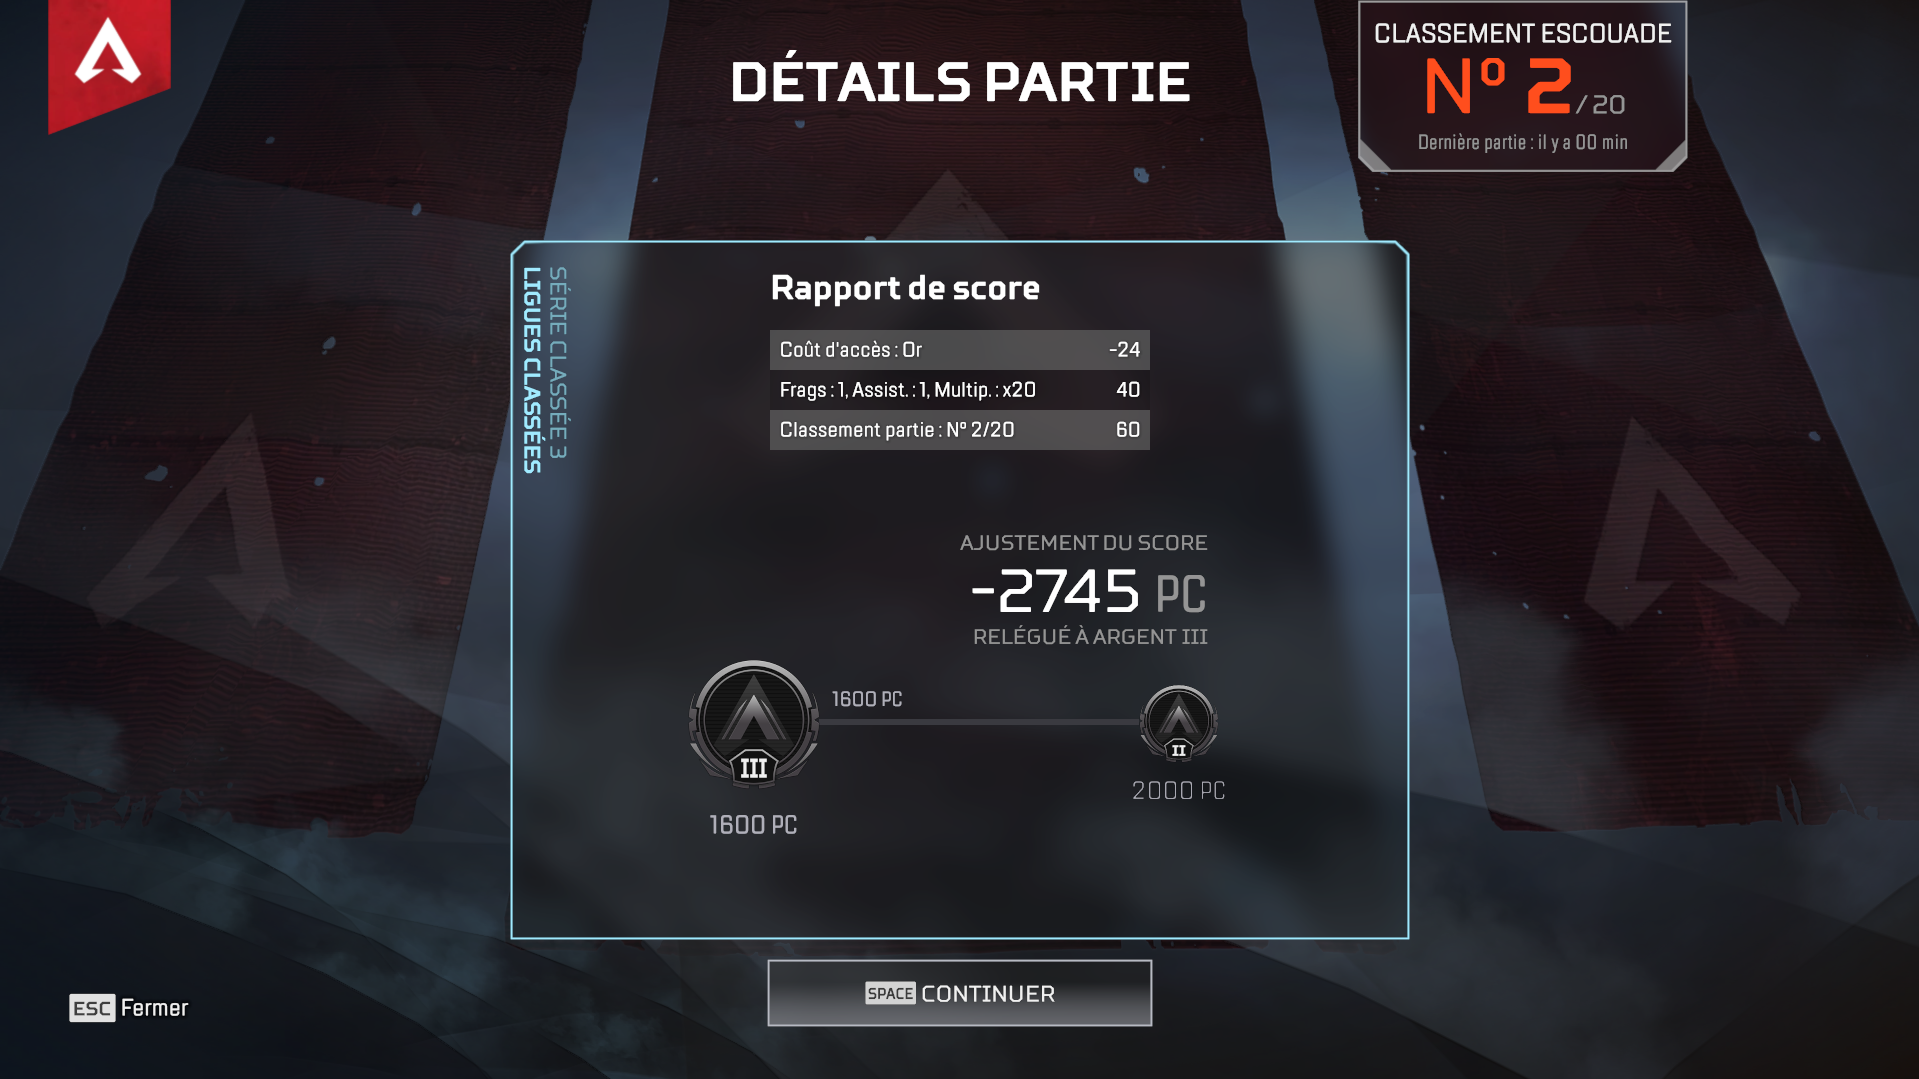 DÉTAILS PARTIE
CLASSEMENT ESCOUADE
Nº 2/20
Dernière partie : il y a 00 min
SÉRIE CLASSÉE 3
LIGUES CLASSÉES
Rapport de score
Coût d'accès : Or -24
Frags : 1, Assist. : 1, Multip. : x20 40
Classement partie : Nº 2/20 60
AJUSTEMENT DU SCORE
-2745 PC
RELÉGUÉ À ARGENT III
1600 PC
III
II
1600 PC
2000 PC
SPACE CONTINUER
ESC Fermer